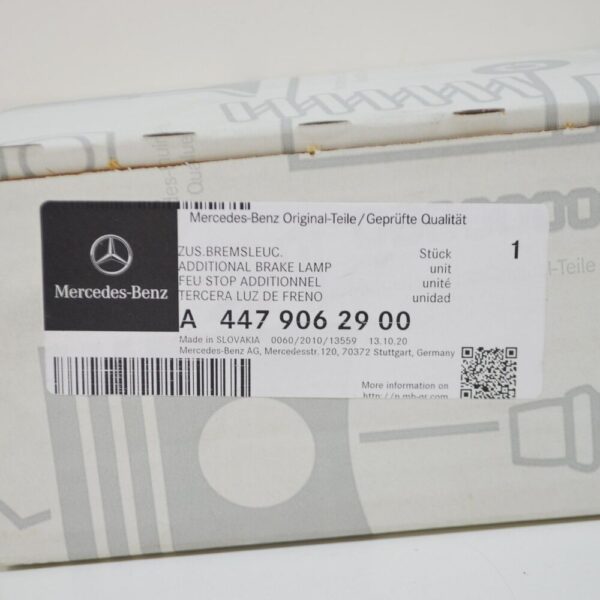 Mercedes-Benz Original-Teile/Geprüfte Qualität
Mercedes-Benz
ZUS.BREMSLEUC. Stück 1
ADDITIONAL BRAKE LAMP unit
FEU STOP ADDITIONNEL unité
TERCERA LUZ DE FRENO unidad
A 447 906 29 00
Made in SLOVAKIA 0060/2010/13559 13.10.20
Mercedes-Benz AG, Mercedesstr.120, 70372 Stuttgart, Germany
More information on
-Teile